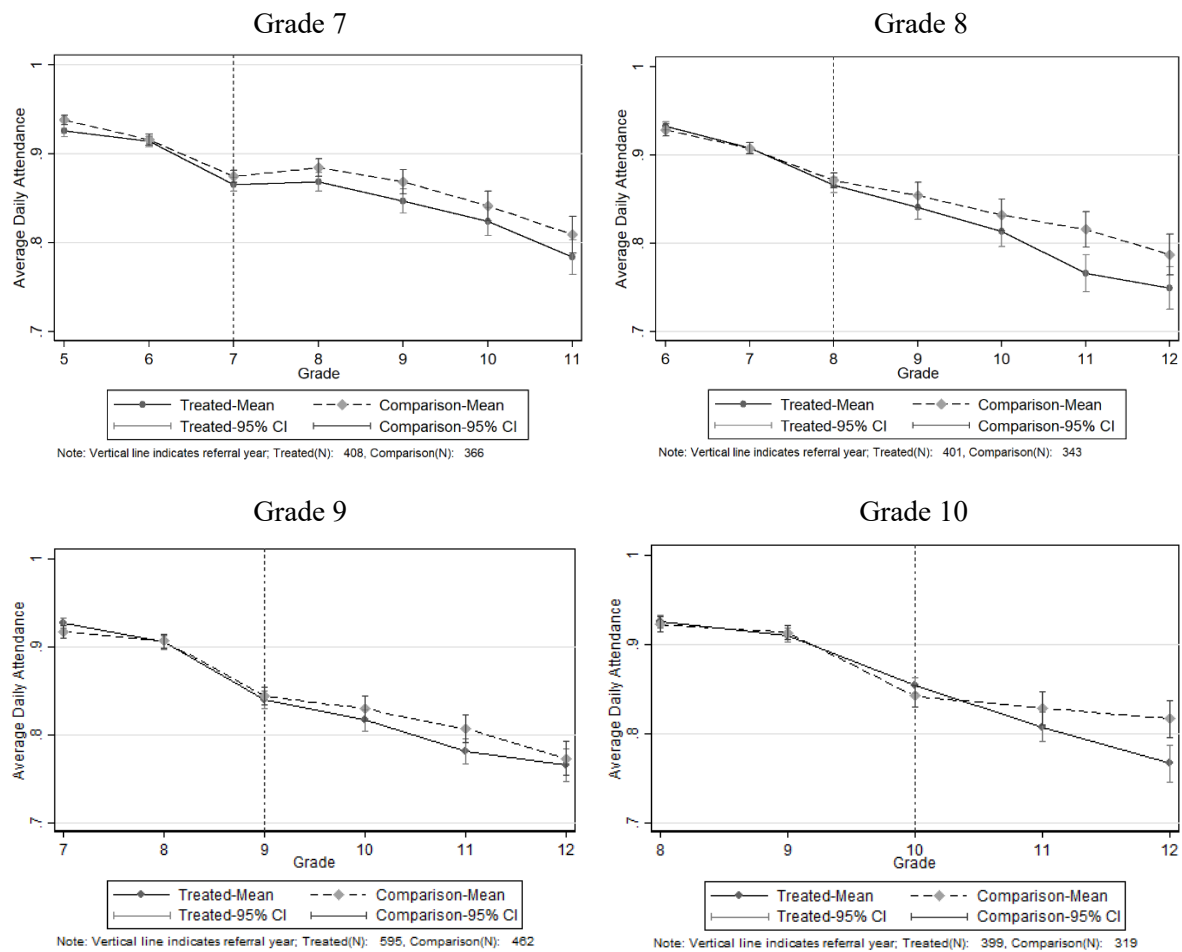 Grade 7
Grade 8
Average Daily Attendance
1
.9
.8
.7
5 6 7 8 9 10 11
Grade
Treated-Mean Comparison-Mean
Treated-95% CI Comparison-95% CI
Note: Vertical line indicates referral year; Treated(N): 408, Comparison(N): 366
Average Daily Attendance
1
.9
.8
.7
6 7 8 9 10 11 12
Grade
Treated-Mean Comparison-Mean
Treated-95% CI Comparison-95% CI
Note: Vertical line indicates referral year; Treated(N): 401, Comparison(N): 343
Grade 9
Grade 10
Average Daily Attendance
1
.9
.8
.7
7 8 9 10 11 12
Grade
Treated-Mean Comparison-Mean
Treated-95% CI Comparison-95% CI
Note: Vertical line indicates referral year; Treated(N): 595, Comparison(N): 462
Average Daily Attendance
1
.9
.8
.7
8 9 10 11 12
Grade
Treated-Mean Comparison-Mean
Treated-95% CI Comparison-95% CI
Note: Vertical line indicates referral year; Treated(N): 399, Comparison(N): 319